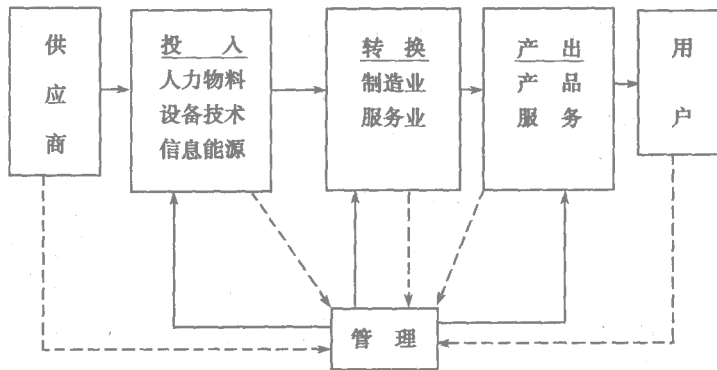 供应商
投入
人力物料
设备技术
信息能源
转换
制造业
服务业
产出
产品
服务
用户
管理